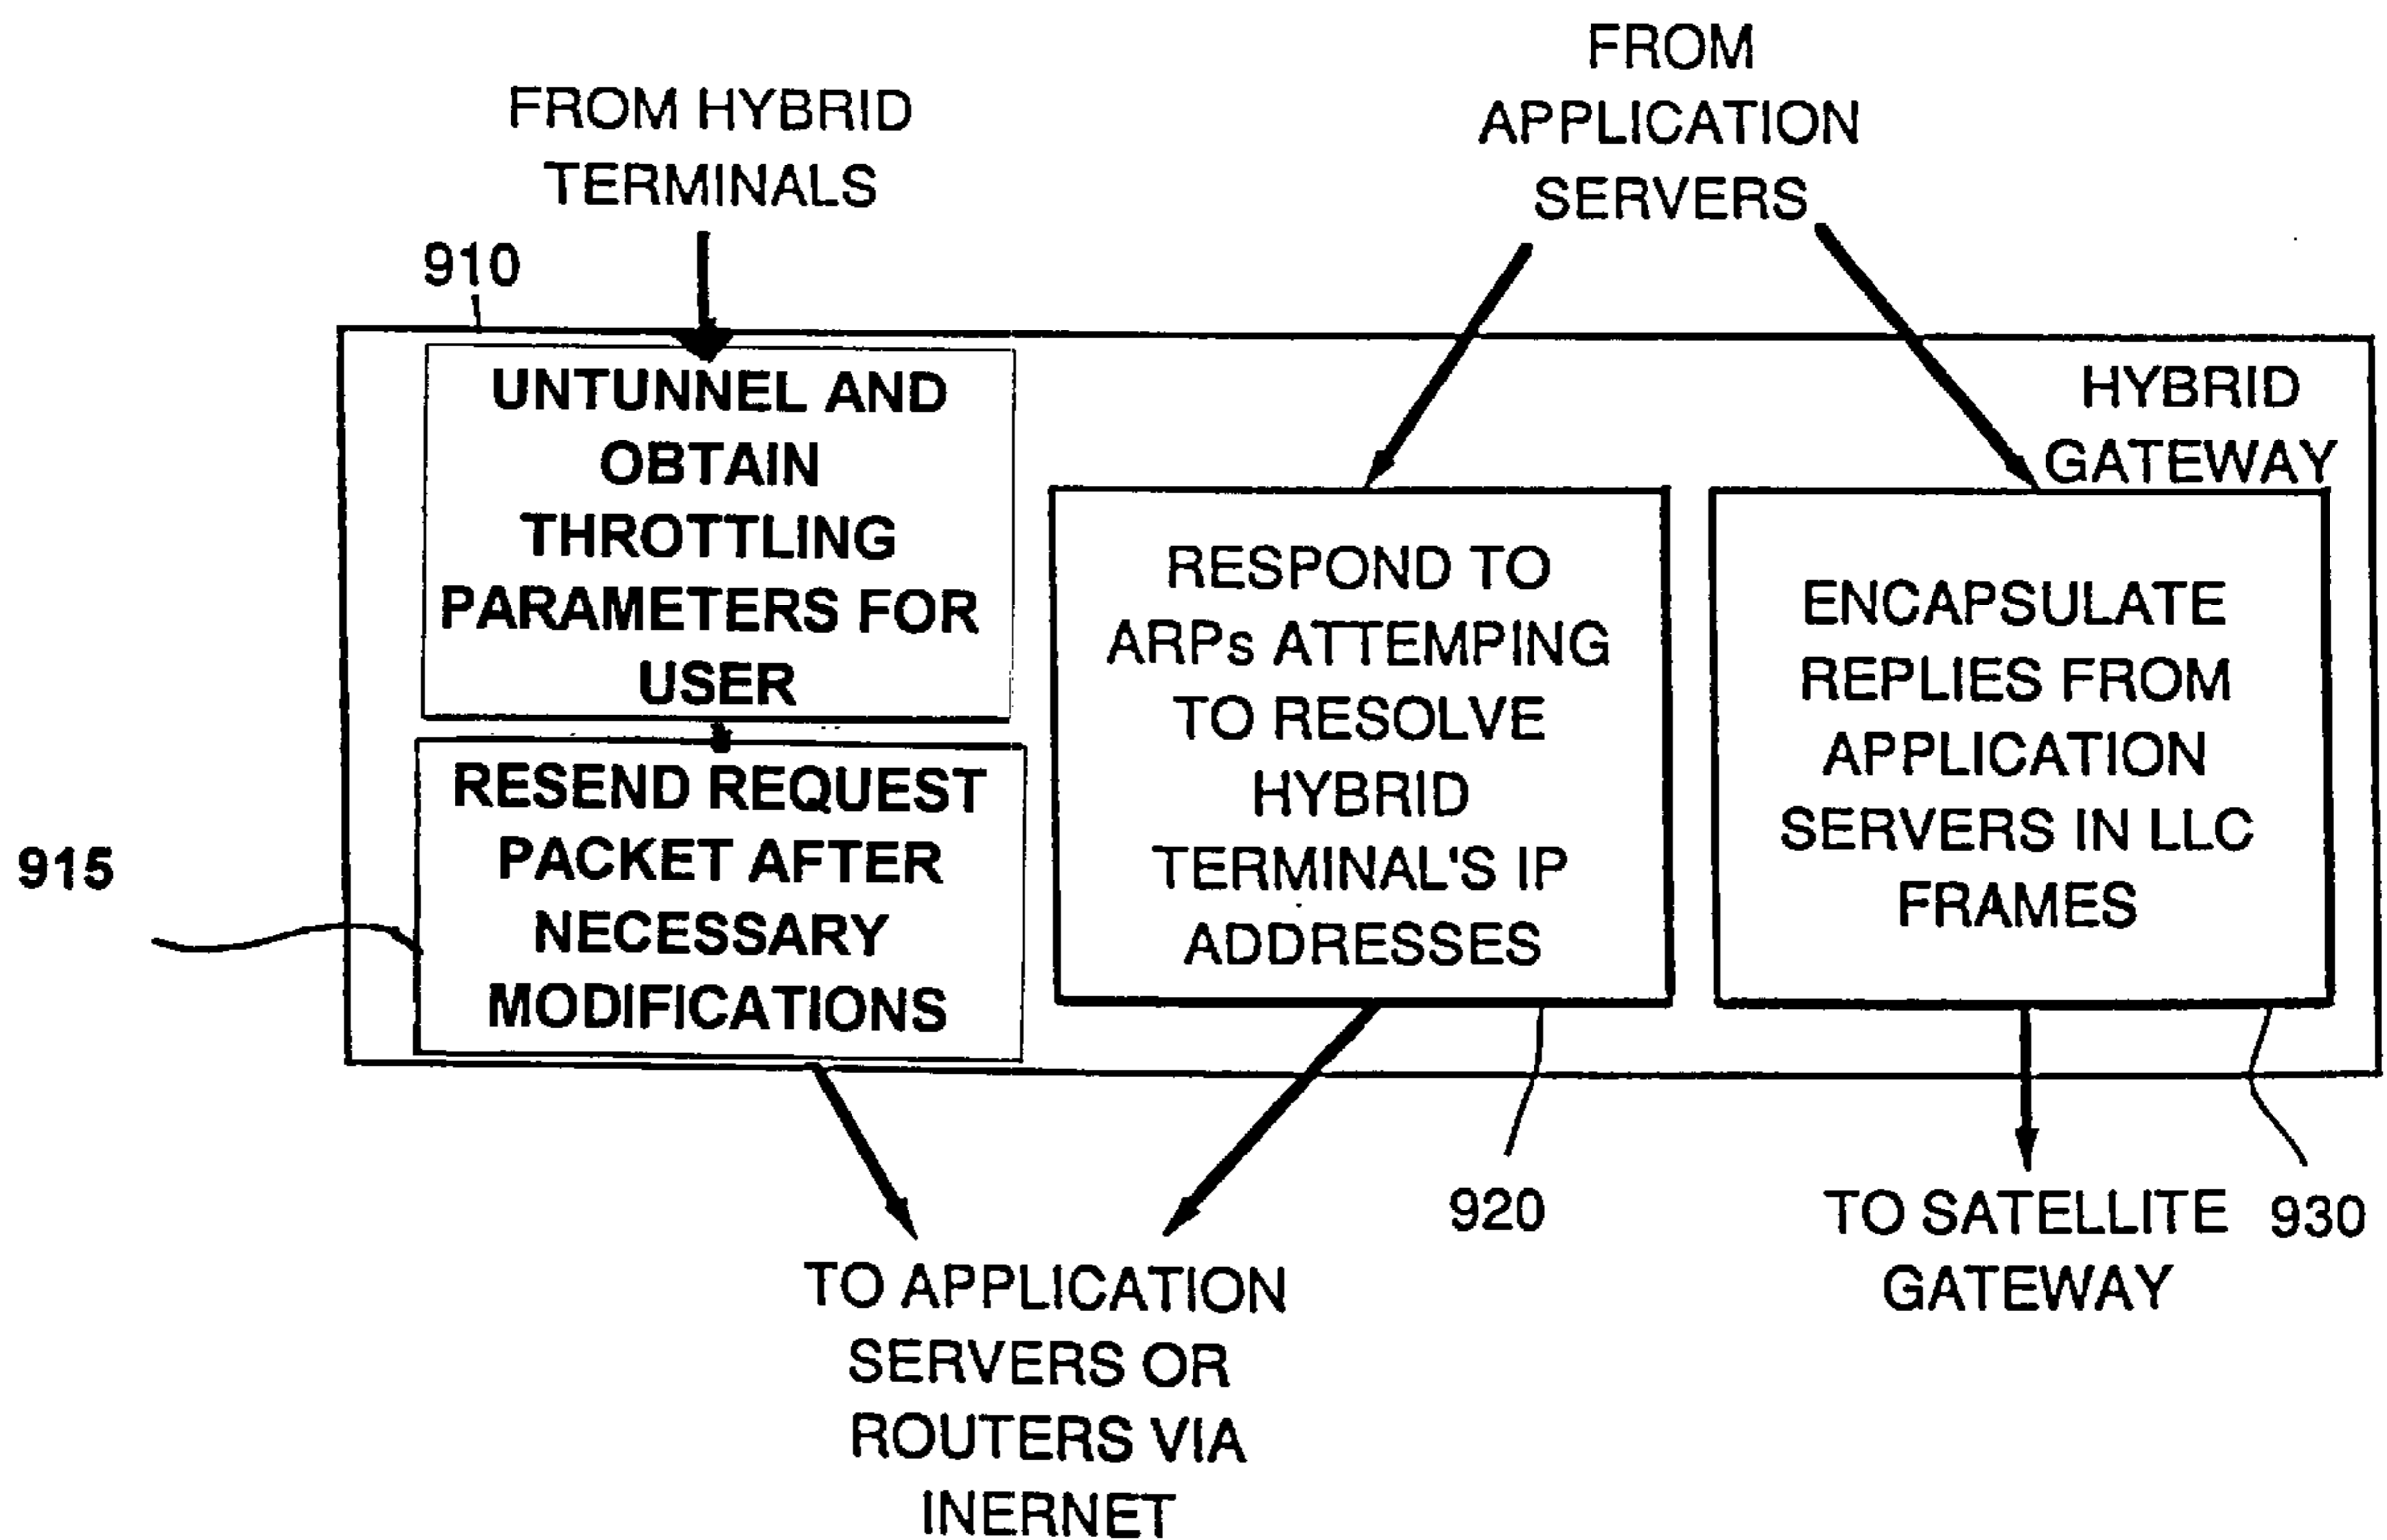 FROM HYBRID
TERMINALS
FROM
APPLICATION
SERVERS
910
HYBRID
GATEWAY
UNTUNNEL AND
OBTAIN
THROTTLING
PARAMETERS FOR
USER
RESEND REQUEST
PACKET AFTER
NECESSARY
MODIFICATIONS
915
RESPOND TO
ARPs ATTEMPING
TO RESOLVE
HYBRID
TERMINAL'S IP
ADDRESSES
ENCAPSULATE
REPLIES FROM
APPLICATION
SERVERS IN LLC
FRAMES
920
930
TO APPLICATION
SERVERS OR
ROUTERS VIA
INERNET
TO SATELLITE
GATEWAY